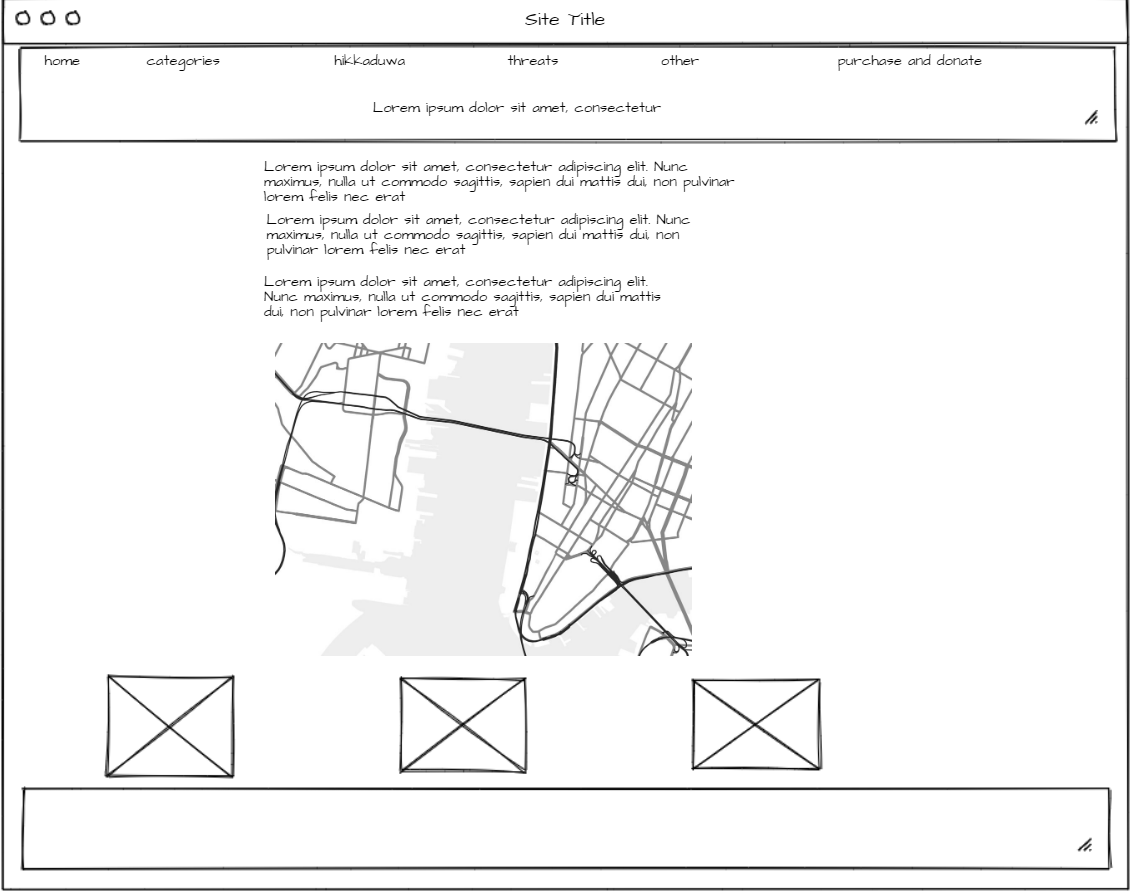 Site Title
home categories hikkaduwa threats other purchase and donate
Lorem ipsum dolor sit amet, consectetur
Lorem ipsum dolor sit amet, consectetur adipiscing elit. Nunc
maximus, nulla ut commodo sagittis, sapien dui mattis dui, non pulvinar
lorem felis nec erat
Lorem ipsum dolor sit amet, consectetur adipiscing elit. Nunc
maximus, nulla ut commodo sagittis, sapien dui mattis dui, non
pulvinar lorem felis nec erat
Lorem ipsum dolor sit amet, consectetur adipiscing elit.
Nunc maximus, nulla ut commodo sagittis, sapien dui mattis
dui, non pulvinar lorem felis nec erat